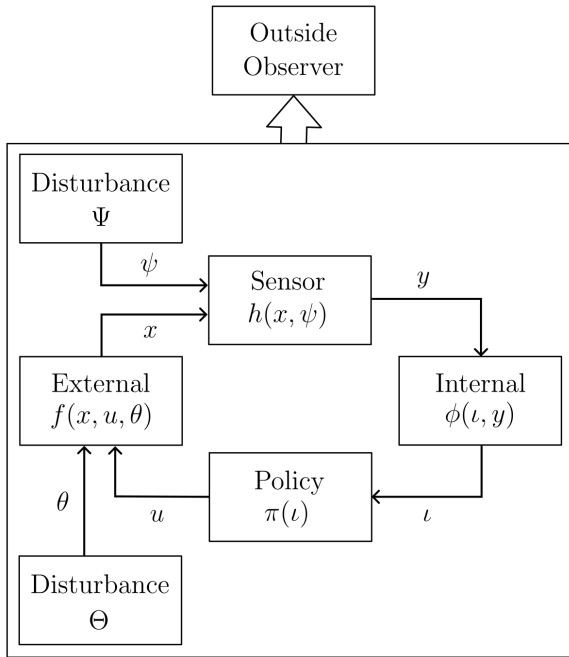 Outside
Observer
Disturbance
Ψ
ψ
Sensor
h(x, ψ)
y
x
External
f(x, u, θ)
Internal
ϕ(ι, y)
Policy
π(ι)
θ
u
ι
Disturbance
Θ